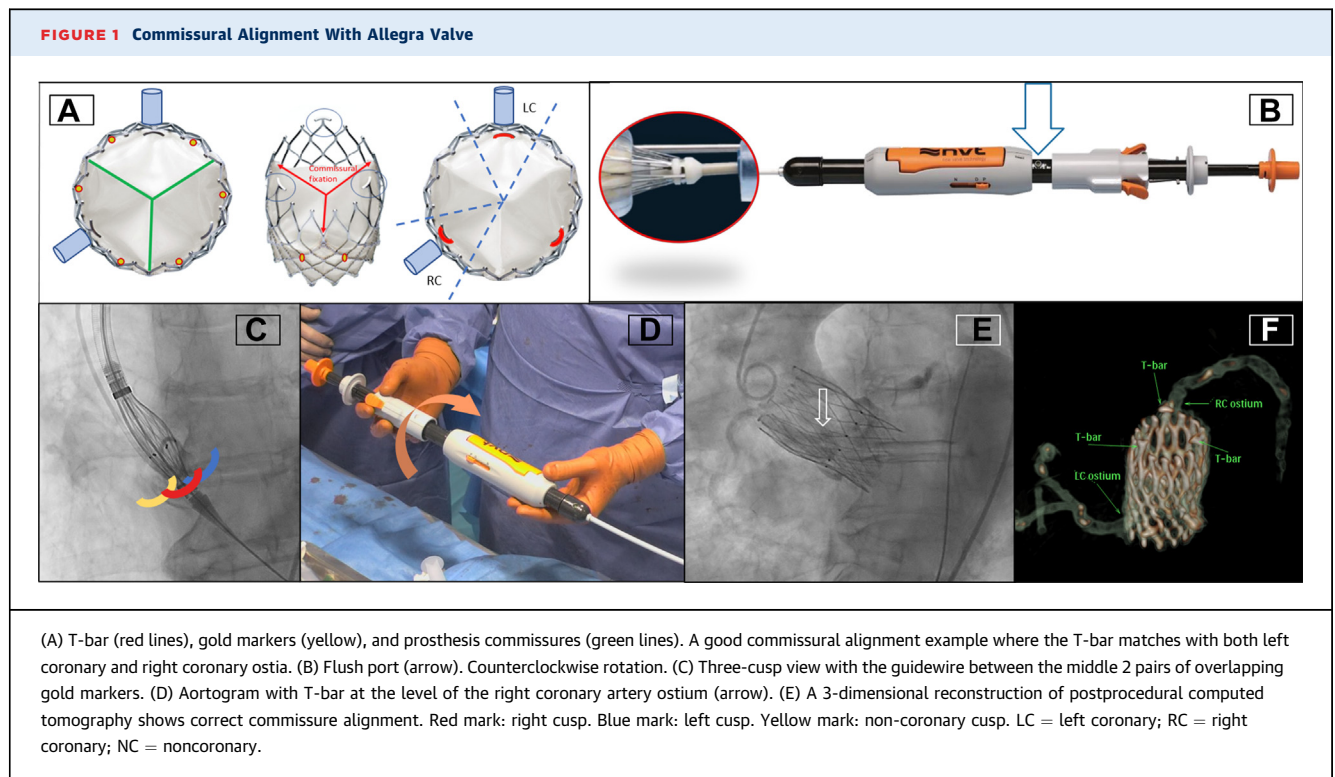 FIGURE 1 Commissural Alignment With Allegra Valve
A
LC
Commissural
fixation
RC
B
nvt
C
D
E
F
T-bar
RC ostium
T-bar
T-bar
LC ostium
(A) T-bar (red lines), gold markers (yellow), and prosthesis commissures (green lines). A good commissural alignment example where the T-bar matches with both left
coronary and right coronary ostia. (B) Flush port (arrow). Counterclockwise rotation. (C) Three-cusp view with the guidewire between the middle 2 pairs of overlapping
gold markers. (D) Aortogram with T-bar at the level of the right coronary artery ostium (arrow). (E) A 3-dimensional reconstruction of postprocedural computed
tomography shows correct commissure alignment. Red mark: right cusp. Blue mark: left cusp. Yellow mark: non-coronary cusp. LC = left coronary; RC = right
coronary; NC = noncoronary.